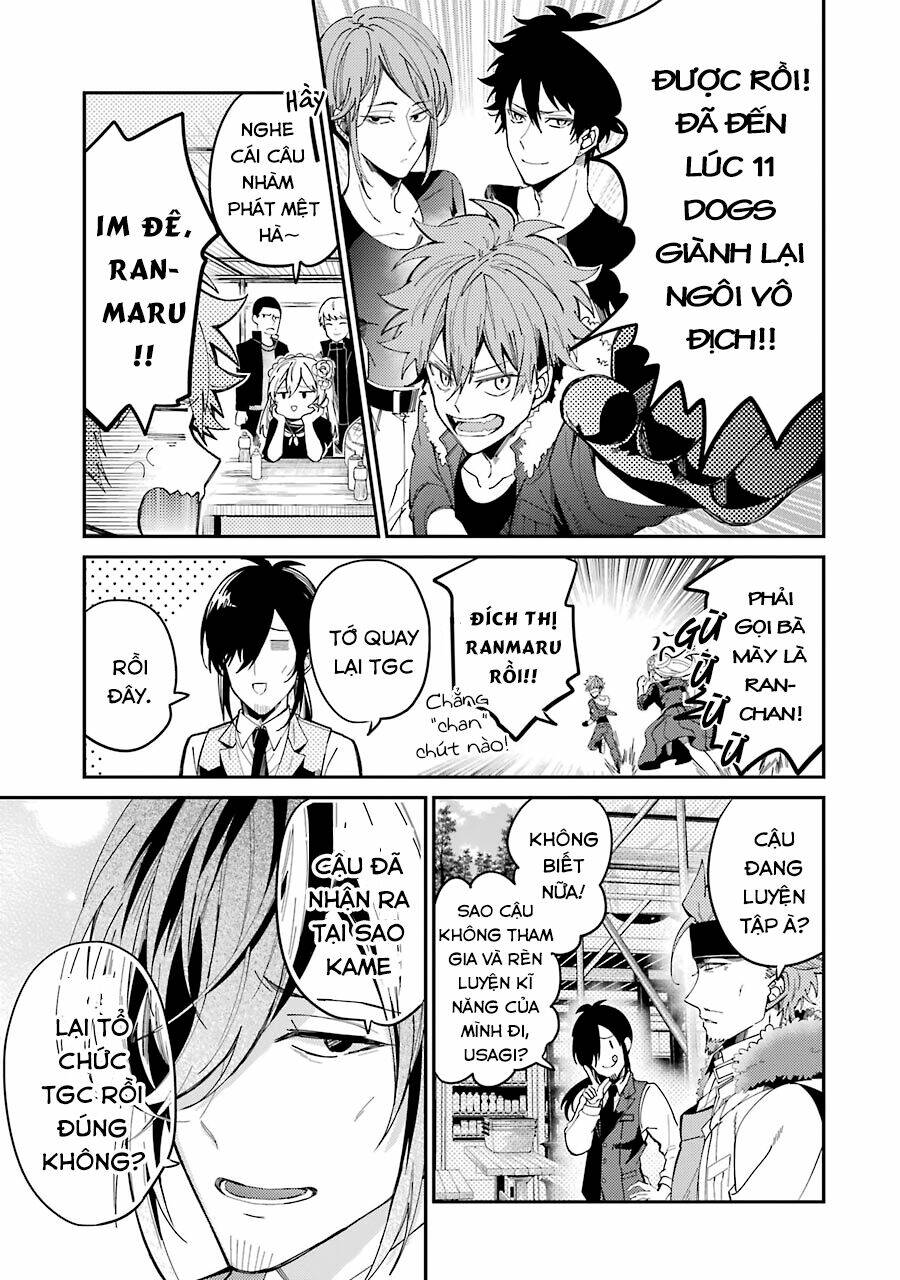 ĐƯỢC RỒI!
ĐÃ ĐẾN
LÚC 11
DOGS
GIÀNH LẠI
NGÔI VÔ
ĐỊCH!!
Hầy
NGHE
CÁI CÂU
NHÀM
PHÁT MỆT
HÀ~
IM ĐÊ,
RAN-
MARU
!!
PHẢI
GỌI BÀ
MÀY LÀ
RAN-
CHAN!
GỪ
Ừ
Ừ
Ừ
ĐÍCH THỊ
RANMARU
RỒI!!
Chẳng
"chan"
chút nào!
TỚ QUAY
LẠI TGC
RỒI
ĐÂY.
CẬU
ĐANG
LUYỆN
TẬP À?
KHÔNG
BIẾT
NỮA!
SAO CẬU
KHÔNG THAM
GIA VÀ RÈN
LUYỆN KĨ
NĂNG CỦA
MÌNH ĐI,
USAGI?
CẬU ĐÃ
NHẬN RA
TẠI SAO
KAME
LẠI TỔ
CHỨC
TGC RỒI
ĐÚNG
KHÔNG?